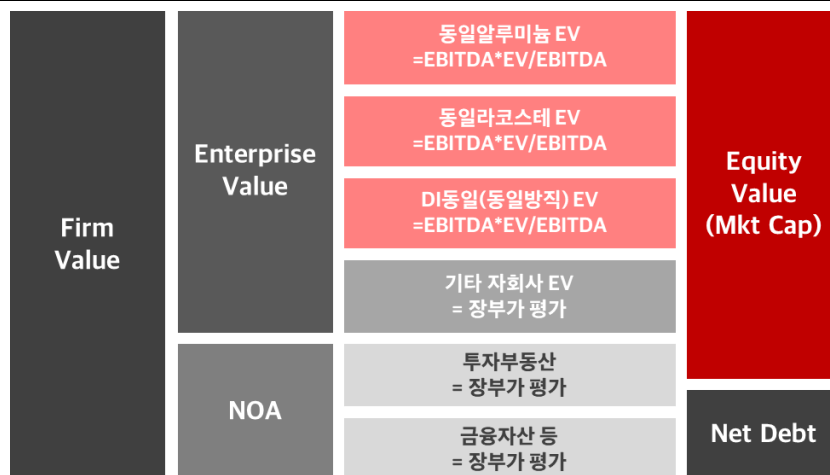 Firm
Value
Enterprise
Value
NOA
동일알루미늄 EV
=EBITDA*EV/EBITDA
동일라코스테 EV
=EBITDA*EV/EBITDA
DI동일(동일방직) EV
=EBITDA*EV/EBITDA
기타 자회사 EV
= 장부가 평가
투자부동산
= 장부가 평가
금융자산 등
= 장부가 평가
Equity
Value
(Mkt Cap)
Net Debt